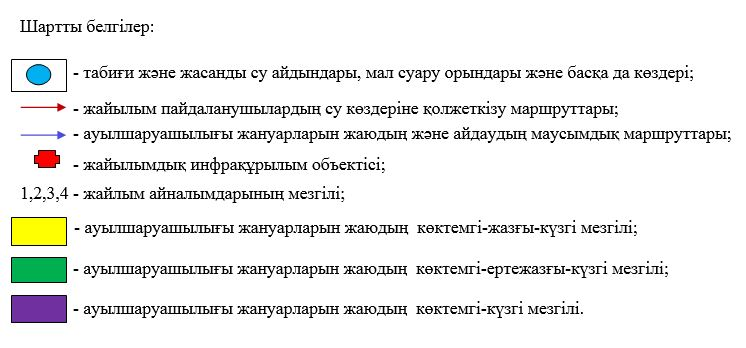 Шартты белгілер:
- табиғи және жасанды су айдындары, мал суару орындары және басқа да көздері;
- жайылым пайдаланушылардың су көздеріне қолжеткізу маршруттары;
- ауылшаруашылығы жануарларын жаюдың және айдаудың маусымдық маршруттары;
- жайылымдық инфрақұрылым объектісі;
1,2,3,4 - жайлым айналымдарының мезгілі;
- ауылшаруашылығы жануарларын жаюдың көктемгі-жазғы-күзгі мезгілі;
- ауылшаруашылығы жануарларын жаюдың көктемгі-ертежазғы-күзгі мезгілі;
- ауылшаруашылығы жануарларын жаюдың көктемгі-күзгі мезгілі.